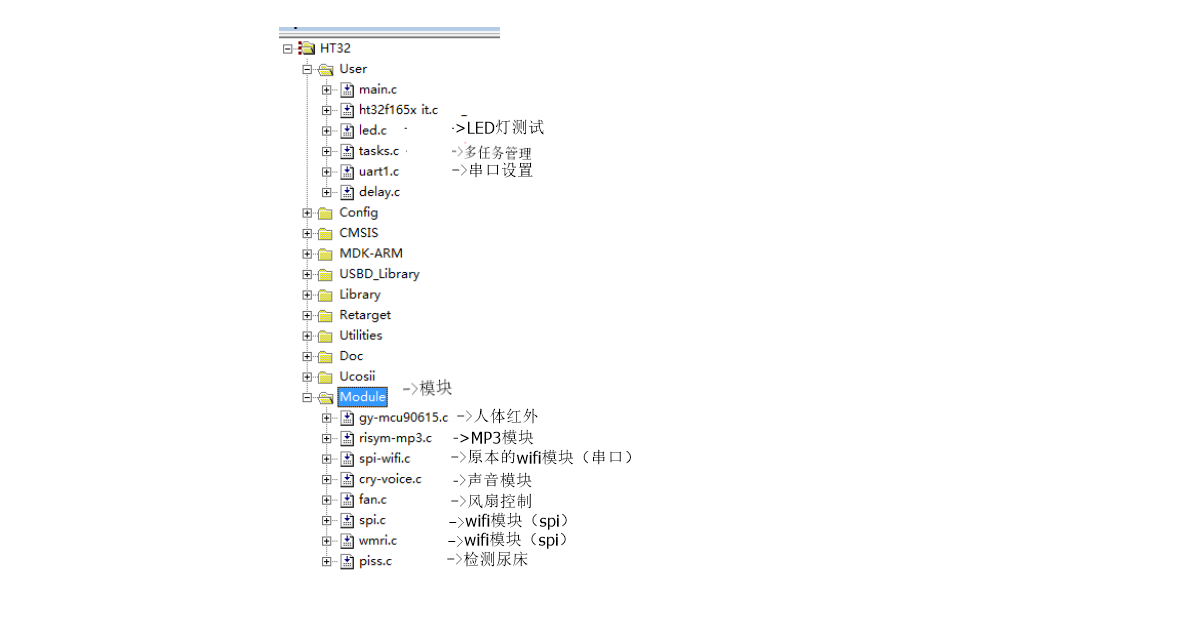 HT32
User
main.c
ht32f165x it.c
led.c ->LED灯测试
tasks.c ->多任务管理
uart1.c ->串口设置
delay.c
Config
CMSIS
MDK-ARM
USBD_Library
Library
Retarget
Utilities
Doc
Ucosii
Module ->模块
gy-mcu90615.c ->人体红外
risym-mp3.c ->MP3模块
spi-wifi.c ->原本的wifi模块（串口）
cry-voice.c ->声音模块
fan.c ->风扇控制
spi.c ->wifi模块（spi）
wmri.c ->wifi模块（spi）
piss.c ->检测尿床